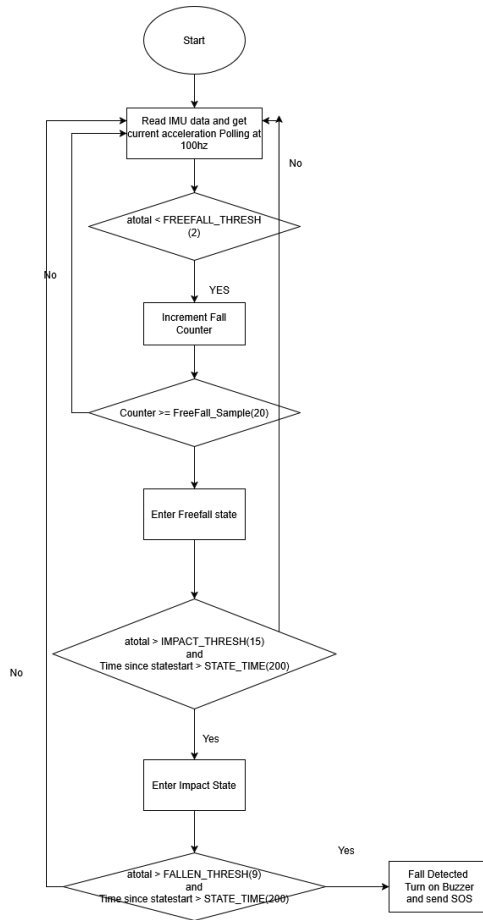 Start
Read IMU data and get
current acceleration Polling at
100hz
No
atotal < FREEFALL_THRESH
(2)
No
YES
Increment Fall
Counter
Counter >= FreeFall_Sample(20)
Enter Freefall state
atotal > IMPACT_THRESH(15)
and
Time since statestart > STATE_TIME(200)
No
Yes
Enter Impact State
Yes
atotal > FALLEN_THRESH(9)
and
Time since statestart > STATE_TIME(200)
Fall Detected
Turn on Buzzer
and send SOS